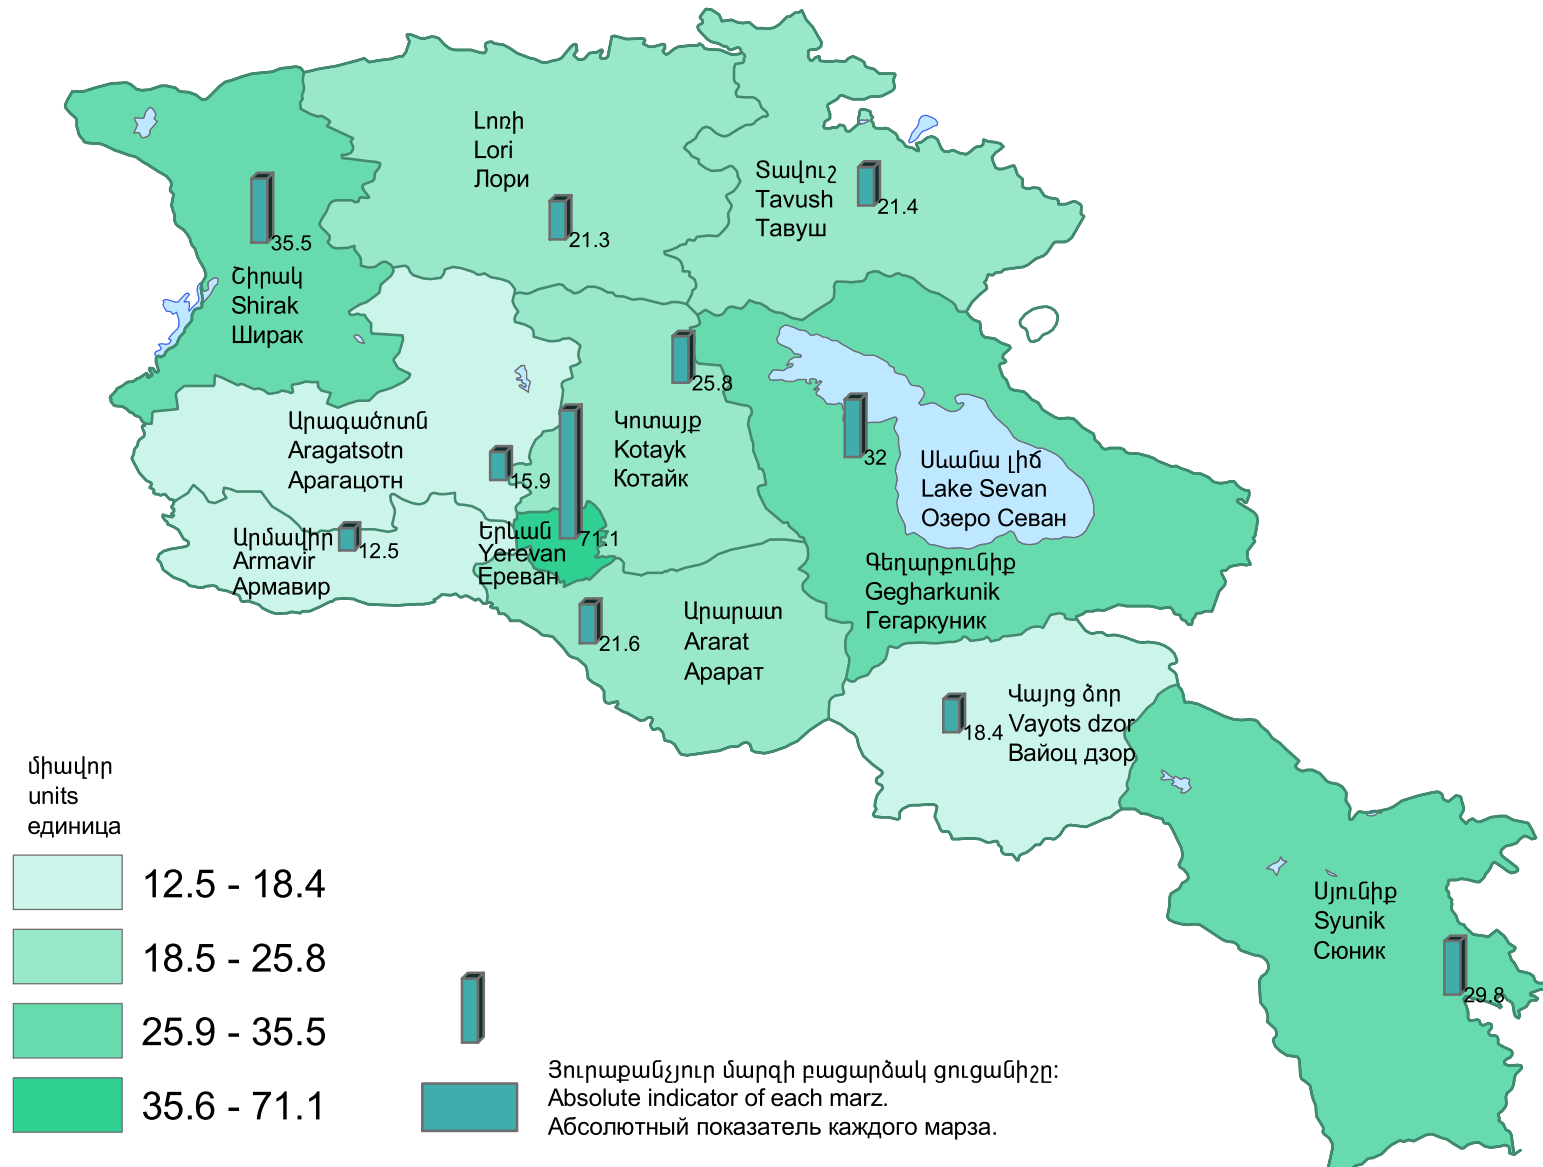 Լոռի
Lori
Лори
21.3
Տավուշ
Tavush
Тавуш
21.4
35.5
Շիրակ
Shirak
Ширак
25.8
Արագածոտն
Aragatsotn
Арагацотн
15.9
Կոտայք
Kotayk
Котайк
32
Սևանա լիճ
Lake Sevan
Озеро Севан
Արմավիր
Armavir
Армавир
12.5
Երևան
Yerevan
Ереван
71.1
Գեղարքունիք
Gegharkunik
Гегаркуник
21.6
Արարատ
Ararat
Арарат
18.4
Վայոց ձոր
Vayots dzor
Вайоц дзор
Սյունիք
Syunik
Сюник
29.8
միավոր
units
единица
12.5 - 18.4
18.5 - 25.8
25.9 - 35.5
35.6 - 71.1
Յուրաքանչյուր մարզի բացարձակ ցուցանիշը:
Absolute indicator of each marz.
Абсолютный показатель каждого марза.